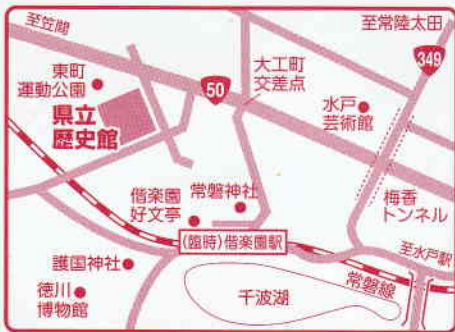 至笠間
至常陸太田
349
大工町
交差点
東町
運動公園
50
県立
歴史館
水戸
芸術館
梅香
トンネル
偕楽園
好文亭
常磐神社
至水戸駅
(臨時)偕楽園駅
護国神社
常磐線
徳川
博物館
千波湖